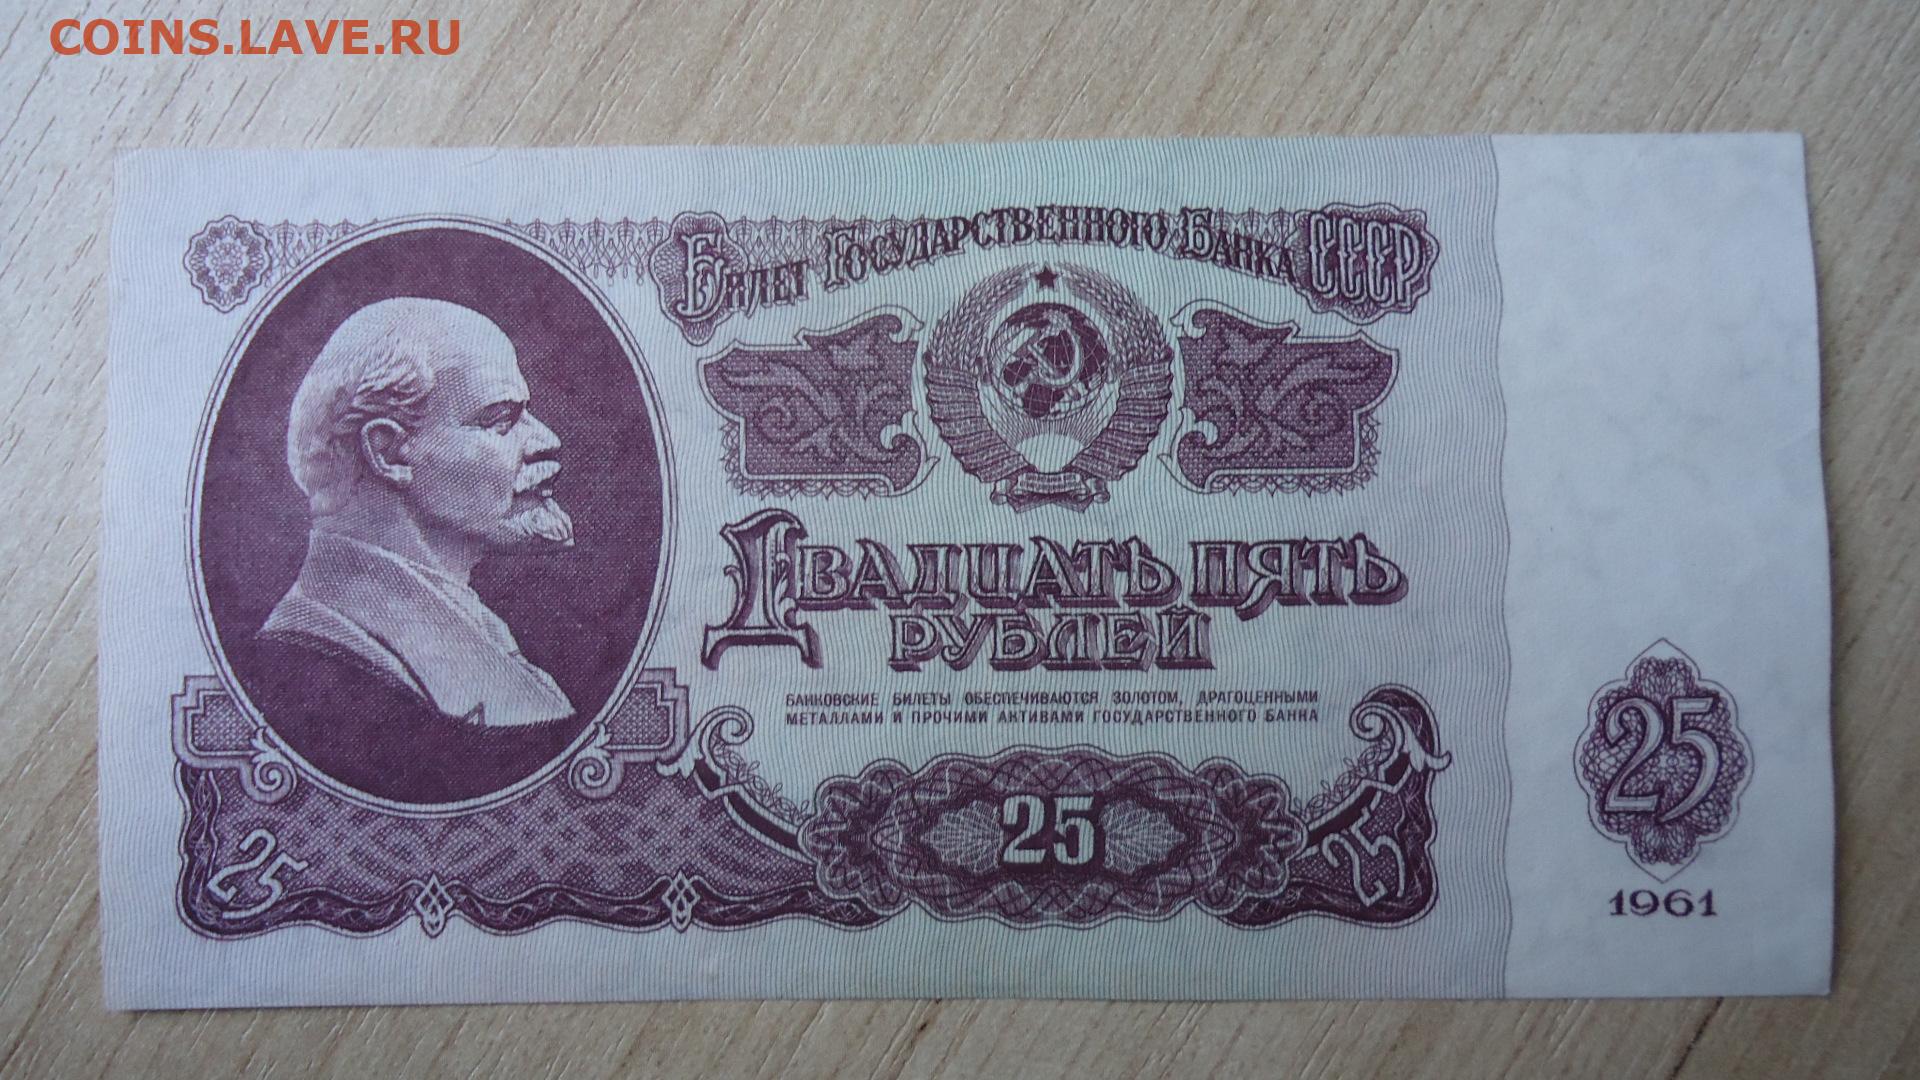 COINS.LAVE.RU
Билет Государственного Банка СССР
Двадцать пять
рублей
БАНКОВСКИЕ БИЛЕТЫ ОБЕСПЕЧИВАЮТСЯ ЗОЛОТОМ, ДРАГОЦЕННЫМИ
МЕТАЛЛАМИ И ПРОЧИМИ АКТИВАМИ ГОСУДАРСТВЕННОГО БАНКА
25
25
25
25
1961